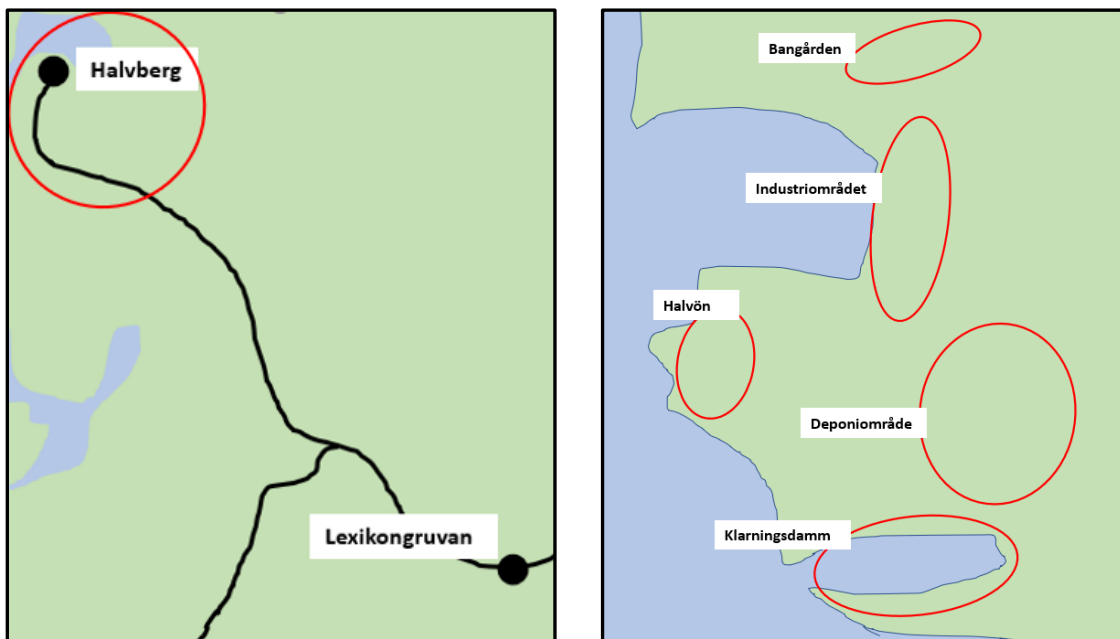 Halvberg
Lexikongruvan
Bangården
Industriområdet
Halvön
Deponiområde
Klarningsdamm